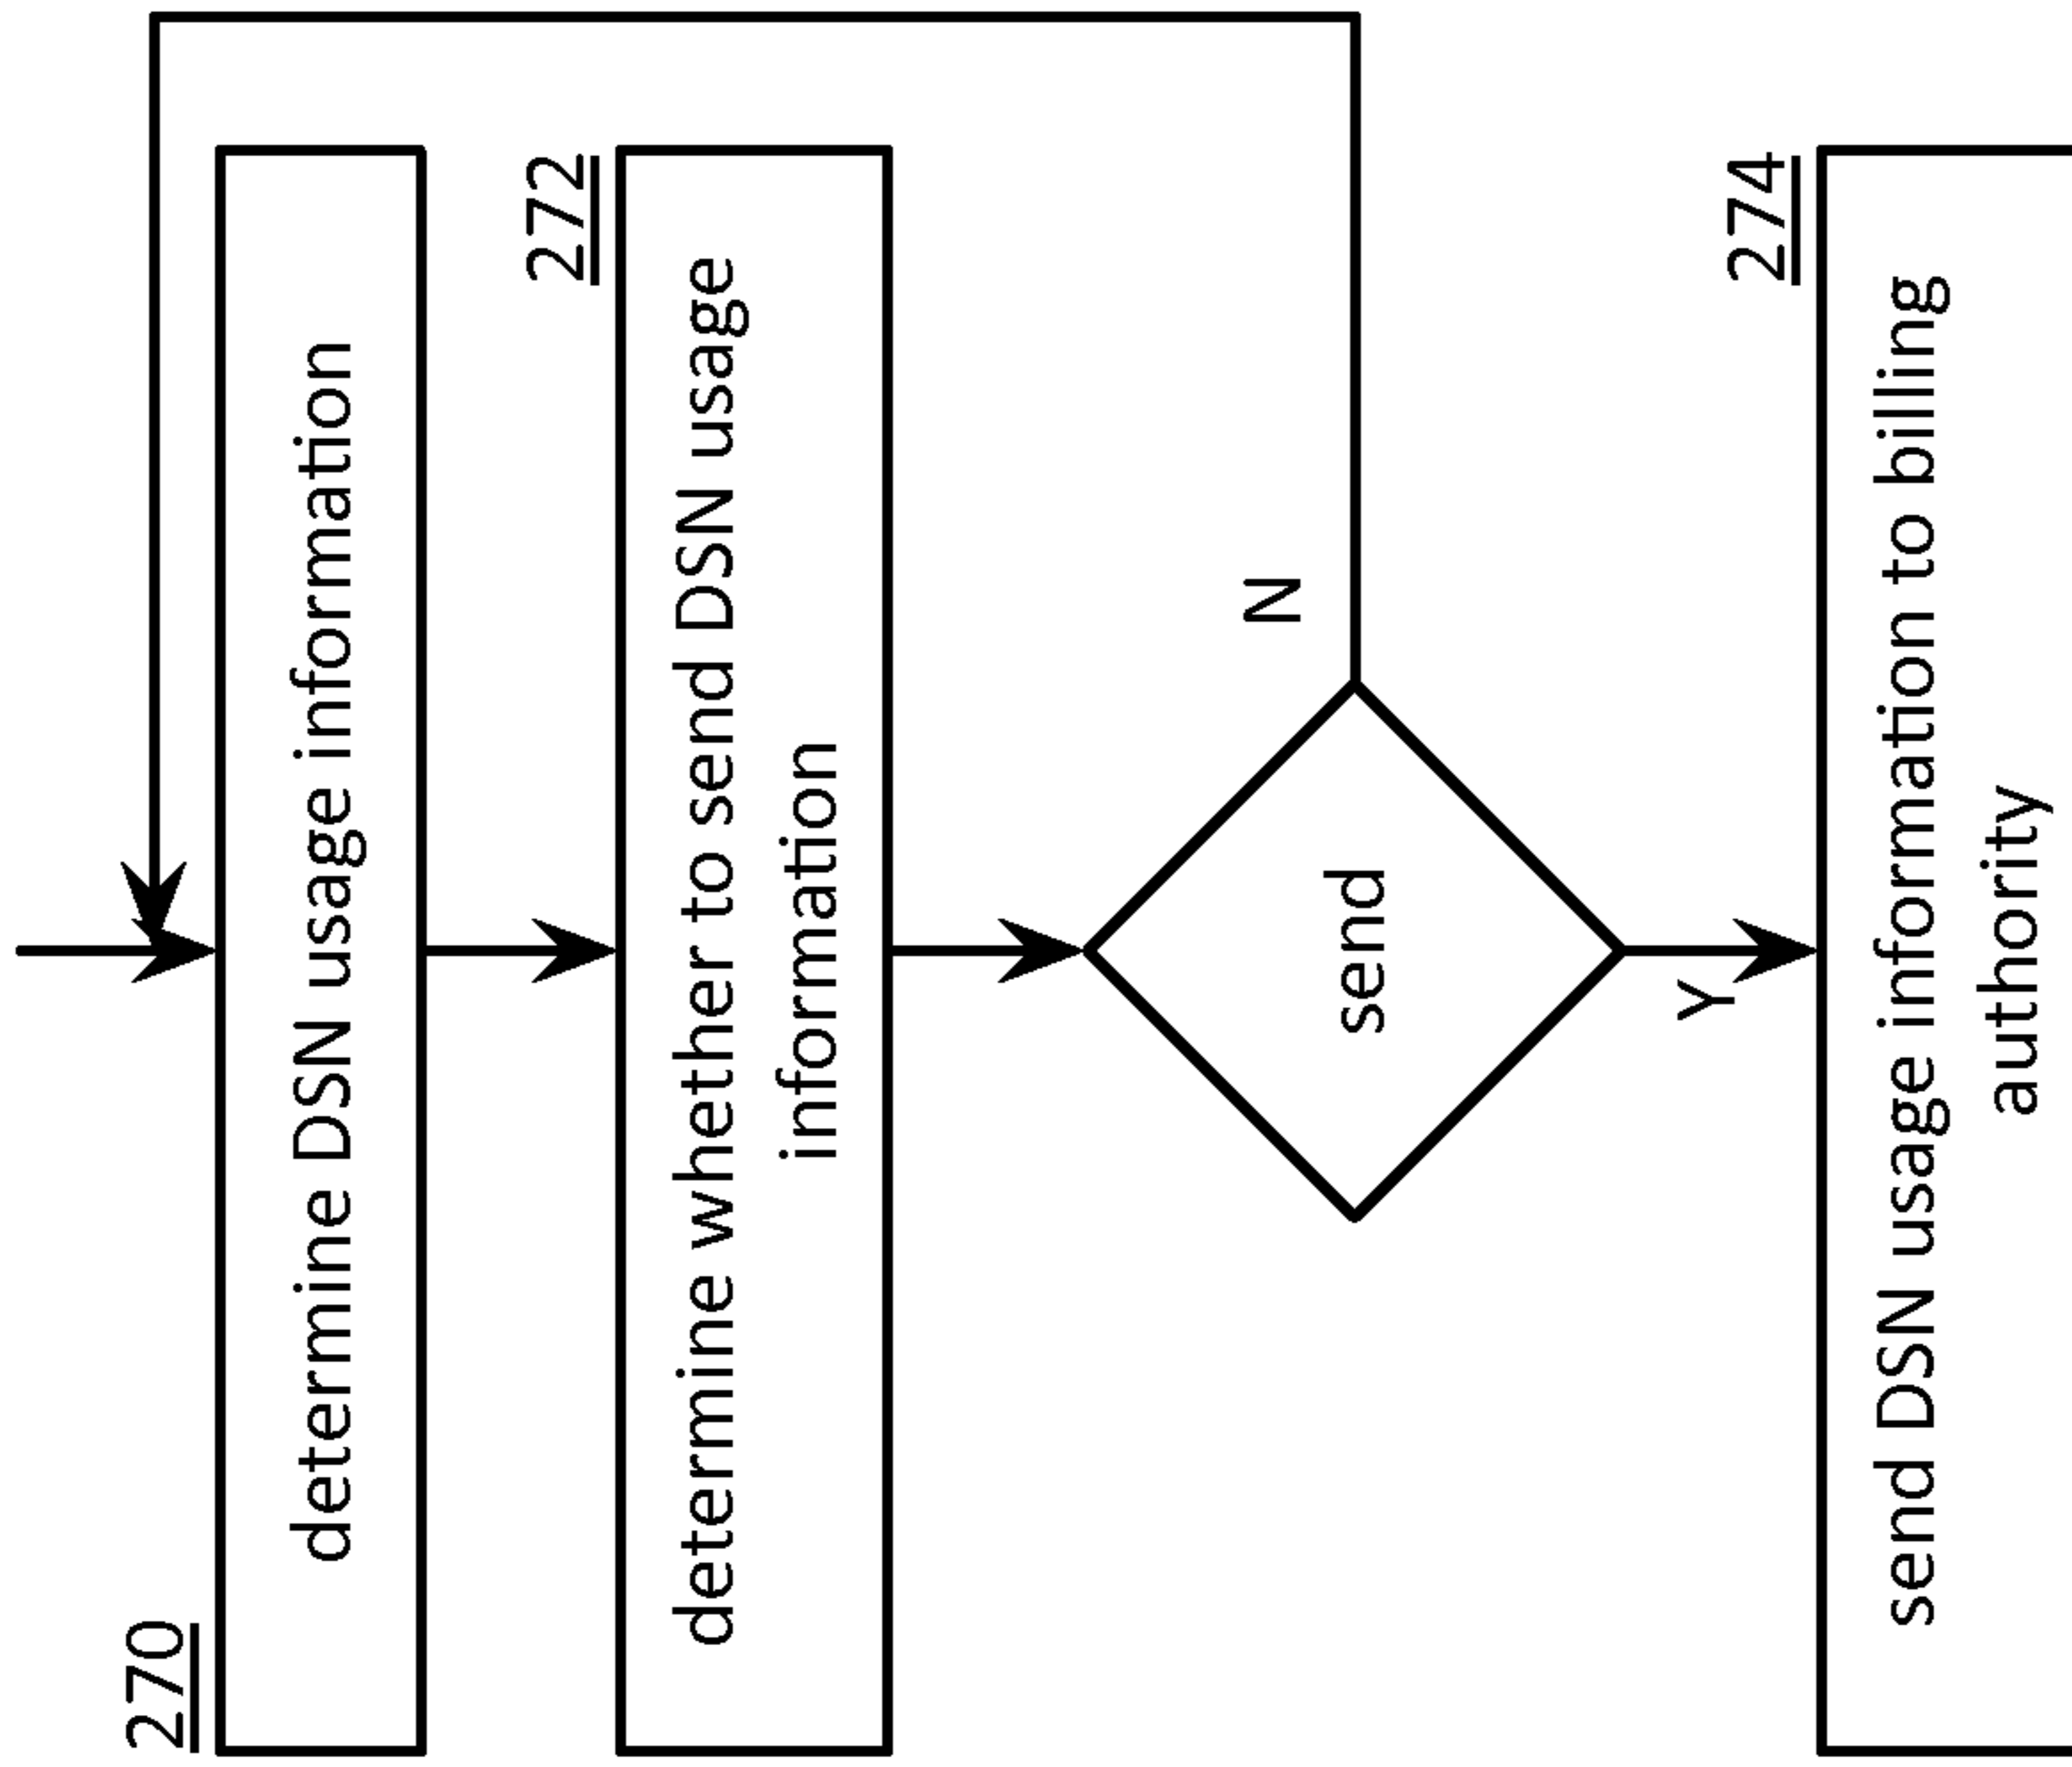 270
determine DSN usage information
272
determine whether to send DSN usage
information
send
N
Y
274
send DSN usage information to billing
authority